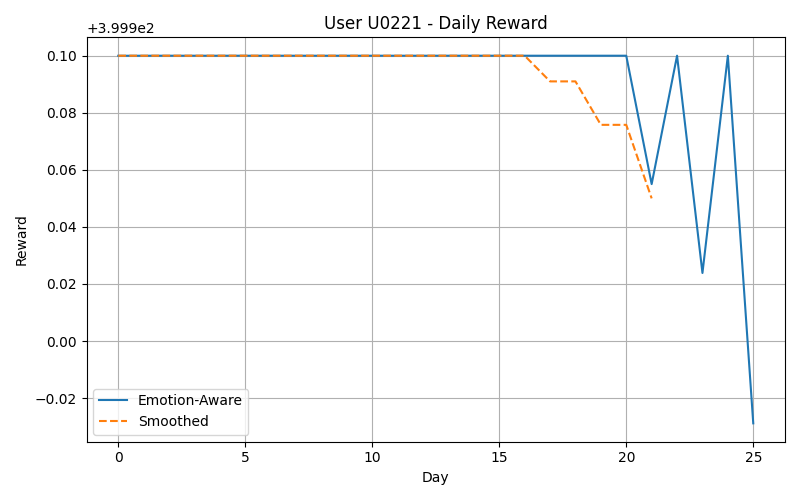 User U0221 - Daily Reward
+3.999e2
0.10
0.08
0.06
0.04
0.02
0.00
−0.02
Reward
Emotion-Aware
Smoothed
0 5 10 15 20 25
Day